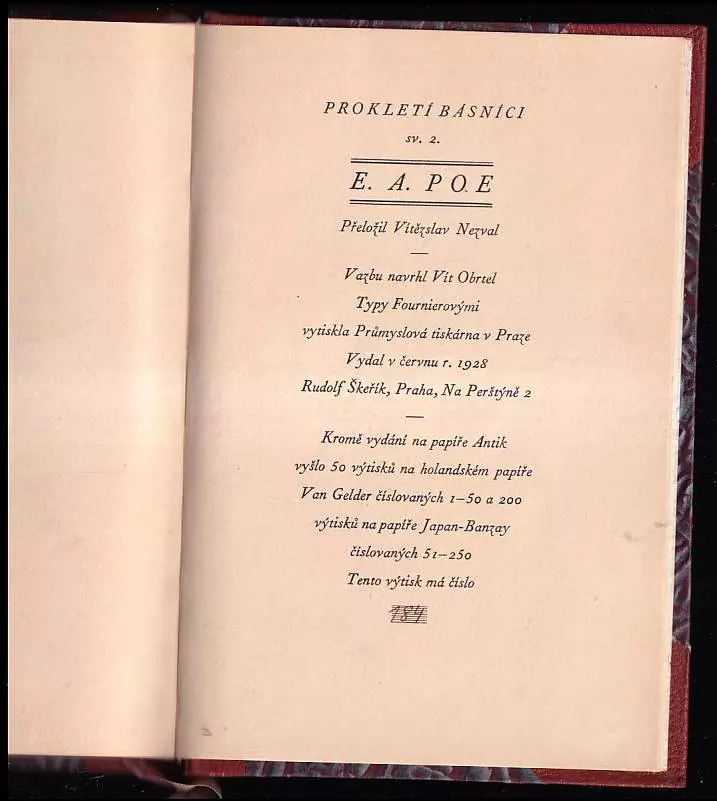 PROKLETÍ BÁSNÍCI
sv. 2.
E. A. POE
Přeložil Vítězslav Nezval
Vazbu navrhl Vít Obrtel
Typy Fournierovými
vytiskla Průmyslová tiskárna v Praze
Vydal v červnu r. 1928
Rudolf Škeřík, Praha, Na Perštýně 2
Kromě vydání na papíře Antik
vyšlo 50 výtisků na holandském papíře
Van Gelder číslovaných 1–50 a 200
výtisků na papíře Japan-Banzay
číslovaných 51–250
Tento výtisk má číslo
184